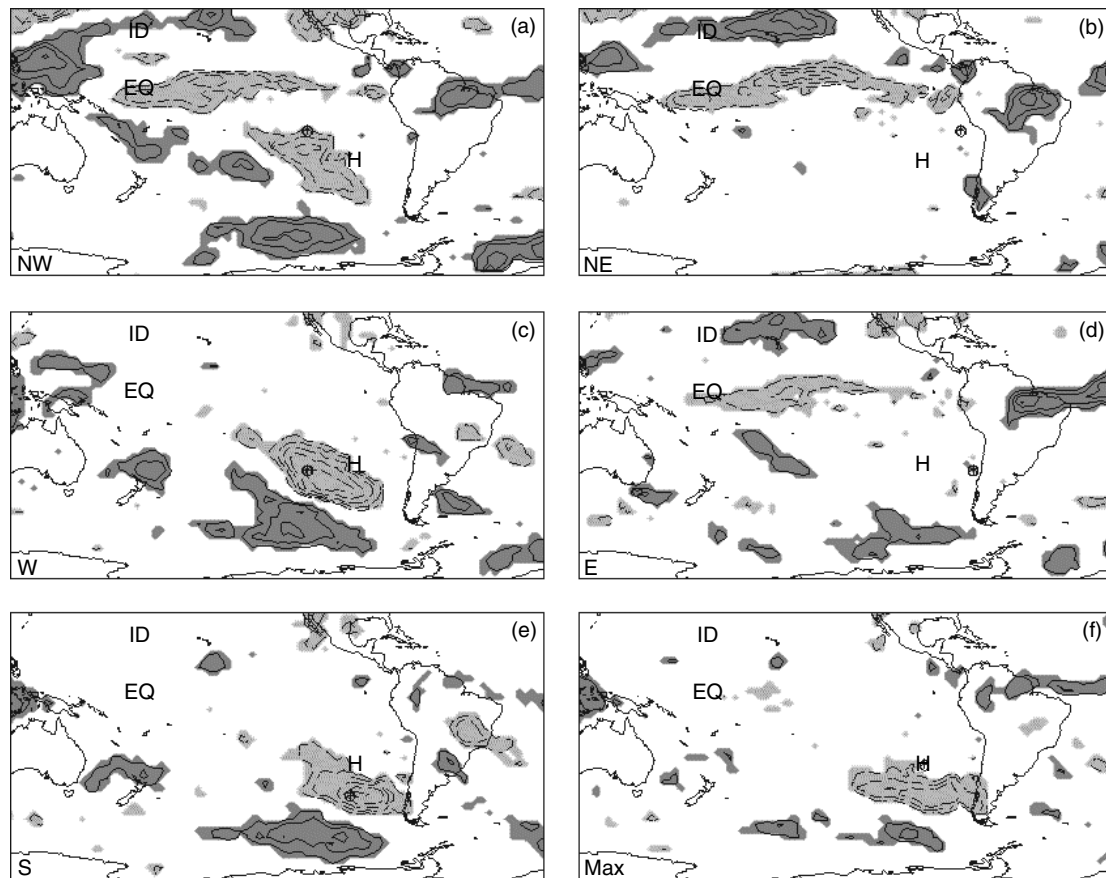 ID (a)
EQ
H
NW
ID (b)
EQ
H
NE
ID (c)
EQ
H
W
ID (d)
EQ
H
E
ID (e)
EQ
H
S
ID (f)
EQ
H
Max